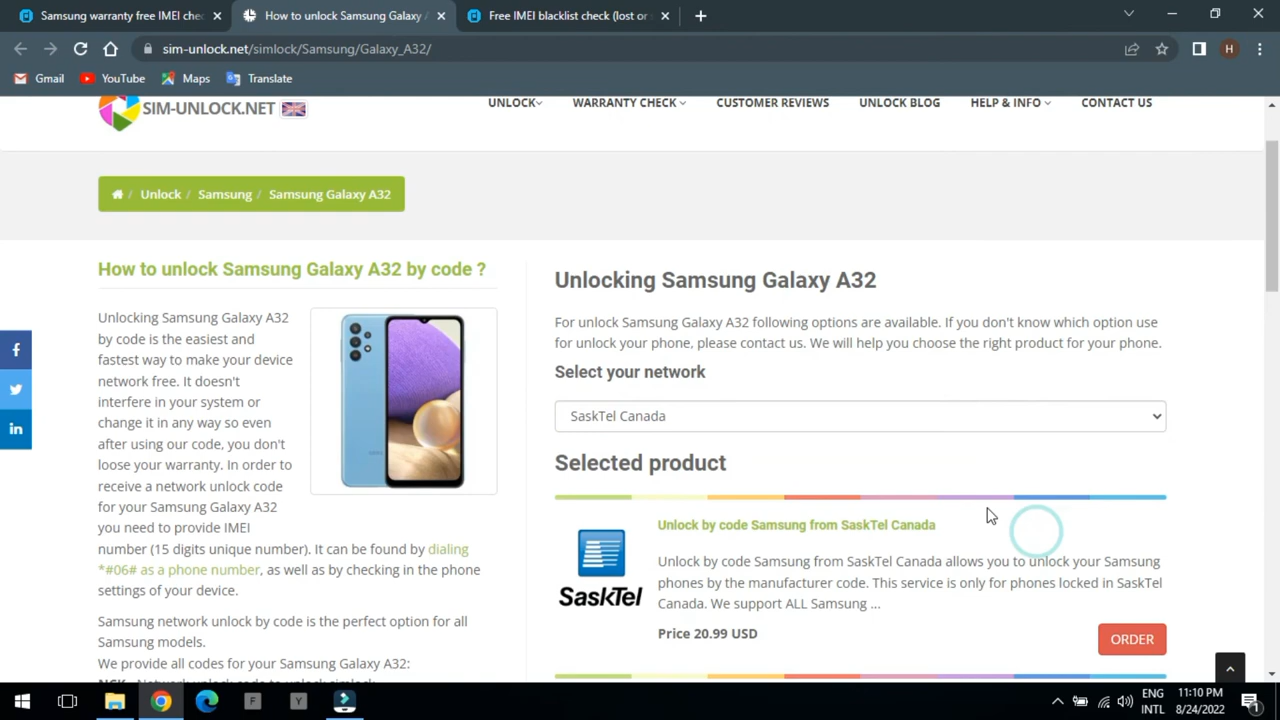 Samsung warranty free IMEI chec
How to unlock Samsung Galaxy
Free IMEI blacklist check (lost or
sim-unlock.net/simlock/Samsung/Galaxy_A32/
H
Gmail
YouTube
Maps
Translate
SIM-UNLOCK.NET
UNLOCK
WARRANTY CHECK
CUSTOMER REVIEWS
UNLOCK BLOG
HELP & INFO
CONTACT US
/ Unlock / Samsung / Samsung Galaxy A32
How to unlock Samsung Galaxy A32 by code ?
Unlocking Samsung Galaxy A32
by code is the easiest and
fastest way to make your device
network free. It doesn't
interfere in your system or
change it in any way so even
after using our code, you don't
loose your warranty. In order to
receive a network unlock code
for your Samsung Galaxy A32
you need to provide IMEI
number (15 digits unique number). It can be found by dialing
*#06# as a phone number, as well as by checking in the phone
settings of your device.
Samsung network unlock by code is the perfect option for all
Samsung models.
We provide all codes for your Samsung Galaxy A32:
NCK - Network unlock code to unlock simlock
Unlocking Samsung Galaxy A32
For unlock Samsung Galaxy A32 following options are available. If you don't know which option use
for unlock your phone, please contact us. We will help you choose the right product for your phone.
Select your network
SaskTel Canada
Selected product
SaskTel
Unlock by code Samsung from SaskTel Canada
Unlock by code Samsung from SaskTel Canada allows you to unlock your Samsung
phones by the manufacturer code. This service is only for phones locked in SaskTel
Canada. We support ALL Samsung ...
Price 20.99 USD
ORDER
f
in
F
Y
ENG
INTL
11:10 PM
8/24/2022
1